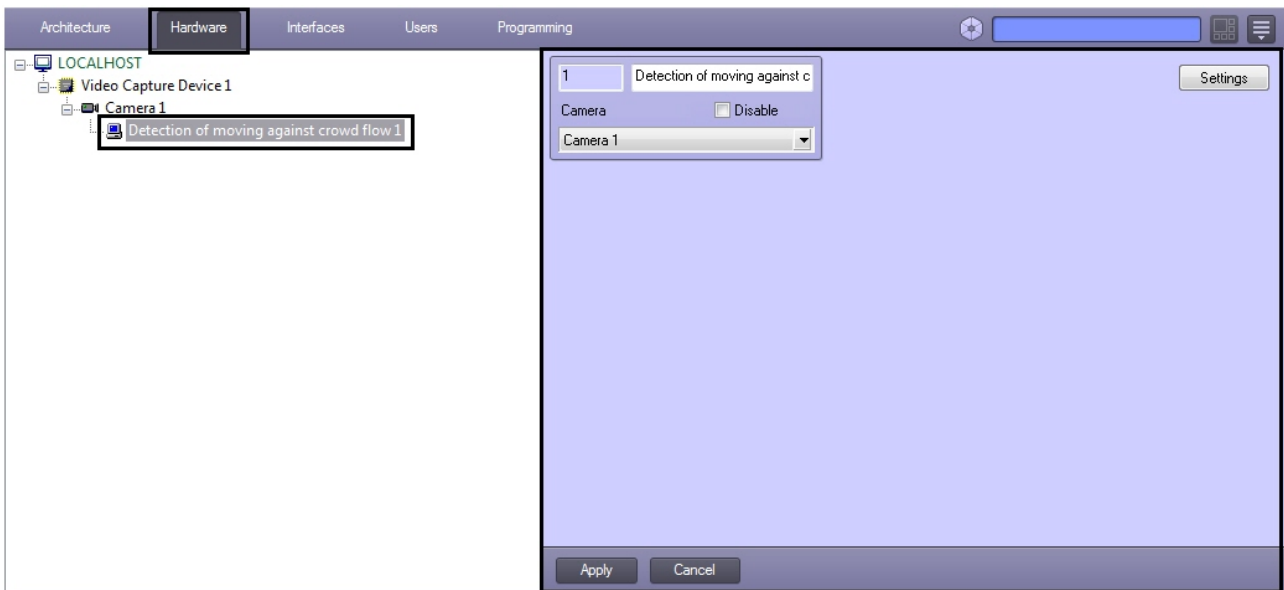 Architecture Hardware Interfaces Users Programming
LOCALHOST
Video Capture Device 1
Camera 1
Detection of moving against crowd flow 1
1 Detection of moving against c Settings
Camera Disable
Camera 1
Apply Cancel